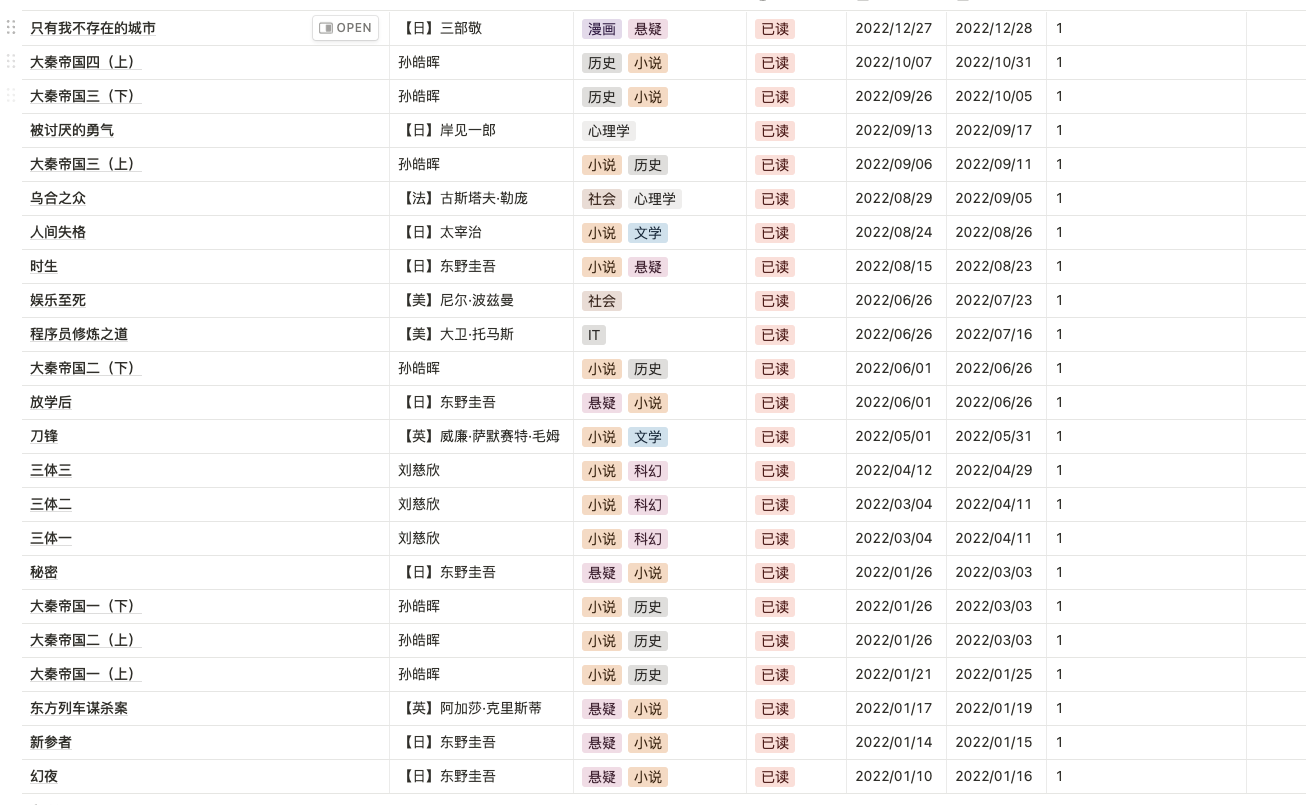 只有我不存在的城市 OPEN 【日】三部敬 漫画 悬疑 已读 2022/12/27 2022/12/28 1
大秦帝国四（上） 孙皓晖 历史 小说 已读 2022/10/07 2022/10/31 1
大秦帝国三（下） 孙皓晖 历史 小说 已读 2022/09/26 2022/10/05 1
被讨厌的勇气 【日】岸见一郎 心理学 已读 2022/09/13 2022/09/17 1
大秦帝国三（上） 孙皓晖 小说 历史 已读 2022/09/06 2022/09/11 1
乌合之众 【法】古斯塔夫·勒庞 社会 心理学 已读 2022/08/29 2022/09/05 1
人间失格 【日】太宰治 小说 文学 已读 2022/08/24 2022/08/26 1
时生 【日】东野圭吾 小说 悬疑 已读 2022/08/15 2022/08/23 1
娱乐至死 【美】尼尔·波兹曼 社会 已读 2022/06/26 2022/07/23 1
程序员修炼之道 【美】大卫·托马斯 IT 已读 2022/06/26 2022/07/16 1
大秦帝国二（下） 孙皓晖 小说 历史 已读 2022/06/01 2022/06/26 1
放学后 【日】东野圭吾 悬疑 小说 已读 2022/06/01 2022/06/26 1
刀锋 【英】威廉·萨默赛特·毛姆 小说 文学 已读 2022/05/01 2022/05/31 1
三体三 刘慈欣 小说 科幻 已读 2022/04/12 2022/04/29 1
三体二 刘慈欣 小说 科幻 已读 2022/03/04 2022/04/11 1
三体一 刘慈欣 小说 科幻 已读 2022/03/04 2022/04/11 1
秘密 【日】东野圭吾 悬疑 小说 已读 2022/01/26 2022/03/03 1
大秦帝国一（下） 孙皓晖 小说 历史 已读 2022/01/26 2022/03/03 1
大秦帝国二（上） 孙皓晖 小说 历史 已读 2022/01/26 2022/03/03 1
大秦帝国一（上） 孙皓晖 小说 历史 已读 2022/01/21 2022/01/25 1
东方列车谋杀案 【英】阿加莎·克里斯蒂 悬疑 小说 已读 2022/01/17 2022/01/19 1
新参者 【日】东野圭吾 悬疑 小说 已读 2022/01/14 2022/01/15 1
幻夜 【日】东野圭吾 悬疑 小说 已读 2022/01/10 2022/01/16 1